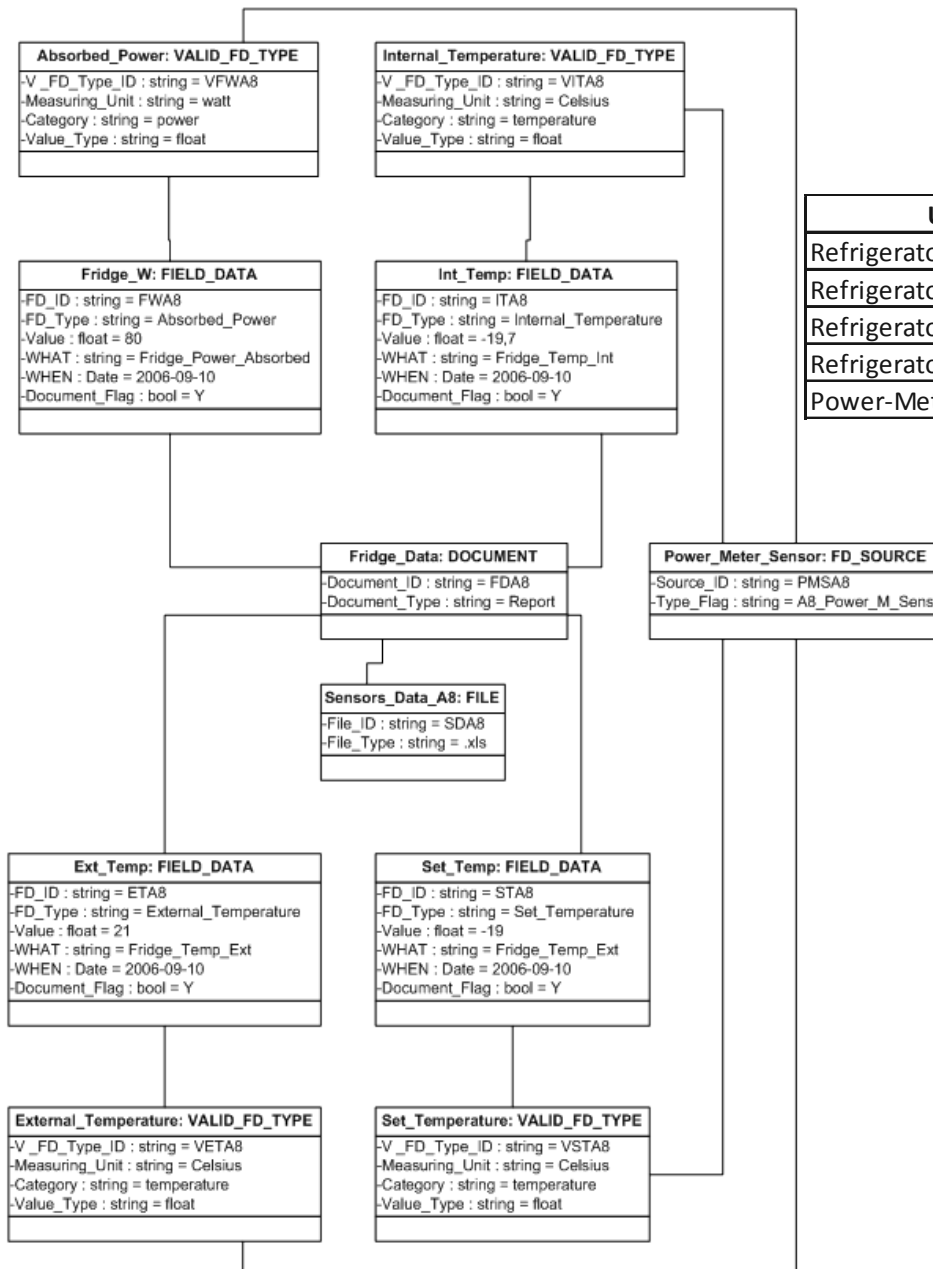 Absorbed_Power: VALID_FD_TYPE
-V _FD_Type_ID : string = VFWA8
-Measuring_Unit : string = watt
-Category : string = power
-Value_Type : string = float
Internal_Temperature: VALID_FD_TYPE
-V _FD_Type_ID : string = VITA8
-Measuring_Unit : string = Celsius
-Category : string = temperature
-Value_Type : string = float
U
Refrigerato
Refrigerato
Refrigerato
Refrigerato
Power-Met
Fridge_W: FIELD_DATA
-FD_ID : string = FWA8
-FD_Type : string = Absorbed_Power
-Value : float = 80
-WHAT : string = Fridge_Power_Absorbed
-WHEN : Date = 2006-09-10
-Document_Flag : bool = Y
Int_Temp: FIELD_DATA
-FD_ID : string = ITA8
-FD_Type : string = Internal_Temperature
-Value : float = -19,7
-WHAT : string = Fridge_Temp_Int
-WHEN : Date = 2006-09-10
-Document_Flag : bool = Y
Fridge_Data: DOCUMENT
-Document_ID : string = FDA8
-Document_Type : string = Report
Power_Meter_Sensor: FD_SOURCE
-Source_ID : string = PMSA8
-Type_Flag : string = A8_Power_M_Sens
Sensors_Data_A8: FILE
-File_ID : string = SDA8
-File_Type : string = .xls
Ext_Temp: FIELD_DATA
-FD_ID : string = ETA8
-FD_Type : string = External_Temperature
-Value : float = 21
-WHAT : string = Fridge_Temp_Ext
-WHEN : Date = 2006-09-10
-Document_Flag : bool = Y
Set_Temp: FIELD_DATA
-FD_ID : string = STA8
-FD_Type : string = Set_Temperature
-Value : float = -19
-WHAT : string = Fridge_Temp_Ext
-WHEN : Date = 2006-09-10
-Document_Flag : bool = Y
External_Temperature: VALID_FD_TYPE
-V _FD_Type_ID : string = VETA8
-Measuring_Unit : string = Celsius
-Category : string = temperature
-Value_Type : string = float
Set_Temperature: VALID_FD_TYPE
-V _FD_Type_ID : string = VSTA8
-Measuring_Unit : string = Celsius
-Category : string = temperature
-Value_Type : string = float